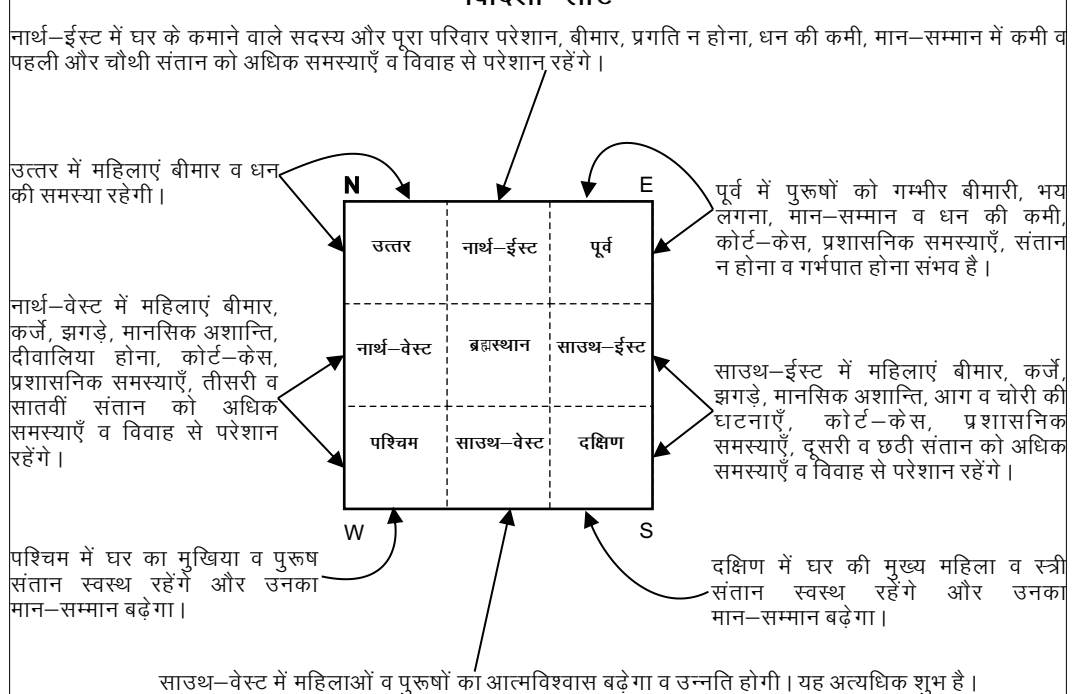 नार्थ–ईस्ट में घर के कमाने वाले सदस्य और पूरा परिवार परेशान, बीमार, प्रगति न होना, धन की कमी, मान–सम्मान में कमी व
पहली और चौथी संतान को अधिक समस्याएँ व विवाह से परेशान रहेंगे।
उत्तर में महिलाएं बीमार व धन
की समस्या रहेगी।
N
E
पूर्व में पुरूषों को गम्भीर बीमारी, भय
लगना, मान–सम्मान व धन की कमी,
कोर्ट–केस, प्रशासनिक समस्याएँ, संतान
न होना व गर्भपात होना संभव है।
उत्तर
नार्थ–ईस्ट
पूर्व
नार्थ–वेस्ट में महिलाएं बीमार,
कर्जे, झगड़े, मानसिक अशान्ति,
दीवालिया होना, कोर्ट–केस,
प्रशासनिक समस्याएँ, तीसरी व
सातवीं संतान को अधिक
समस्याएँ व विवाह से परेशान
रहेंगे।
नार्थ–वेस्ट
ब्रह्मस्थान
साउथ–ईस्ट
साउथ–ईस्ट में महिलाएं बीमार, कर्जे,
झगड़े, मानसिक अशान्ति, आग व चोरी की
घटनाएँ, कोर्ट–केस, प्रशासनिक
समस्याएँ, दूसरी व छठी संतान को अधिक
समस्याएँ व विवाह से परेशान रहेंगे।
पश्चिम
साउथ–वेस्ट
दक्षिण
W
S
पश्चिम में घर का मुखिया व पुरूष
संतान स्वस्थ रहेंगे और उनका
मान–सम्मान बढ़ेगा।
दक्षिण में घर की मुख्य महिला व स्त्री
संतान स्वस्थ रहेंगे और उनका
मान–सम्मान बढ़ेगा।
साउथ–वेस्ट में महिलाओं व पुरूषों का आत्मविश्वास बढ़ेगा व उन्नति होगी। यह अत्यधिक शुभ है।